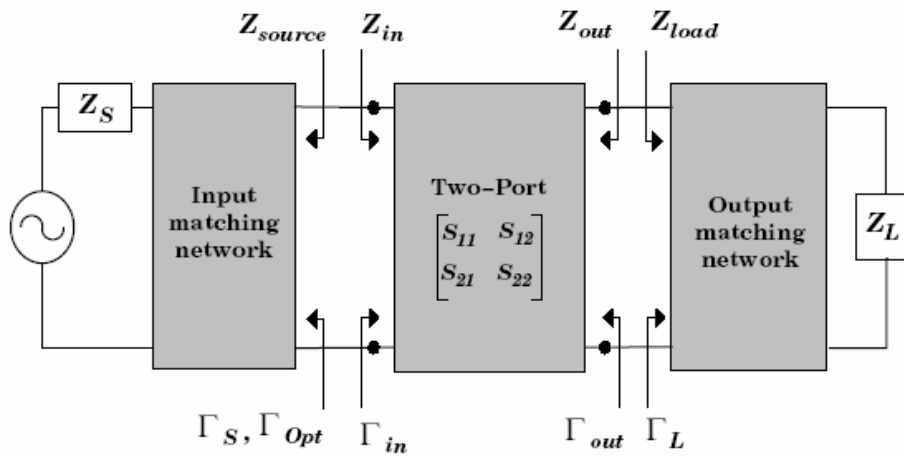 Z_source Z_in Z_out Z_load
Z_S
Input
matching
network
Two-Port
S_11 S_12
S_21 S_22
Output
matching
network
Z_L
Γ_S, Γ_Opt Γ_in Γ_out Γ_L